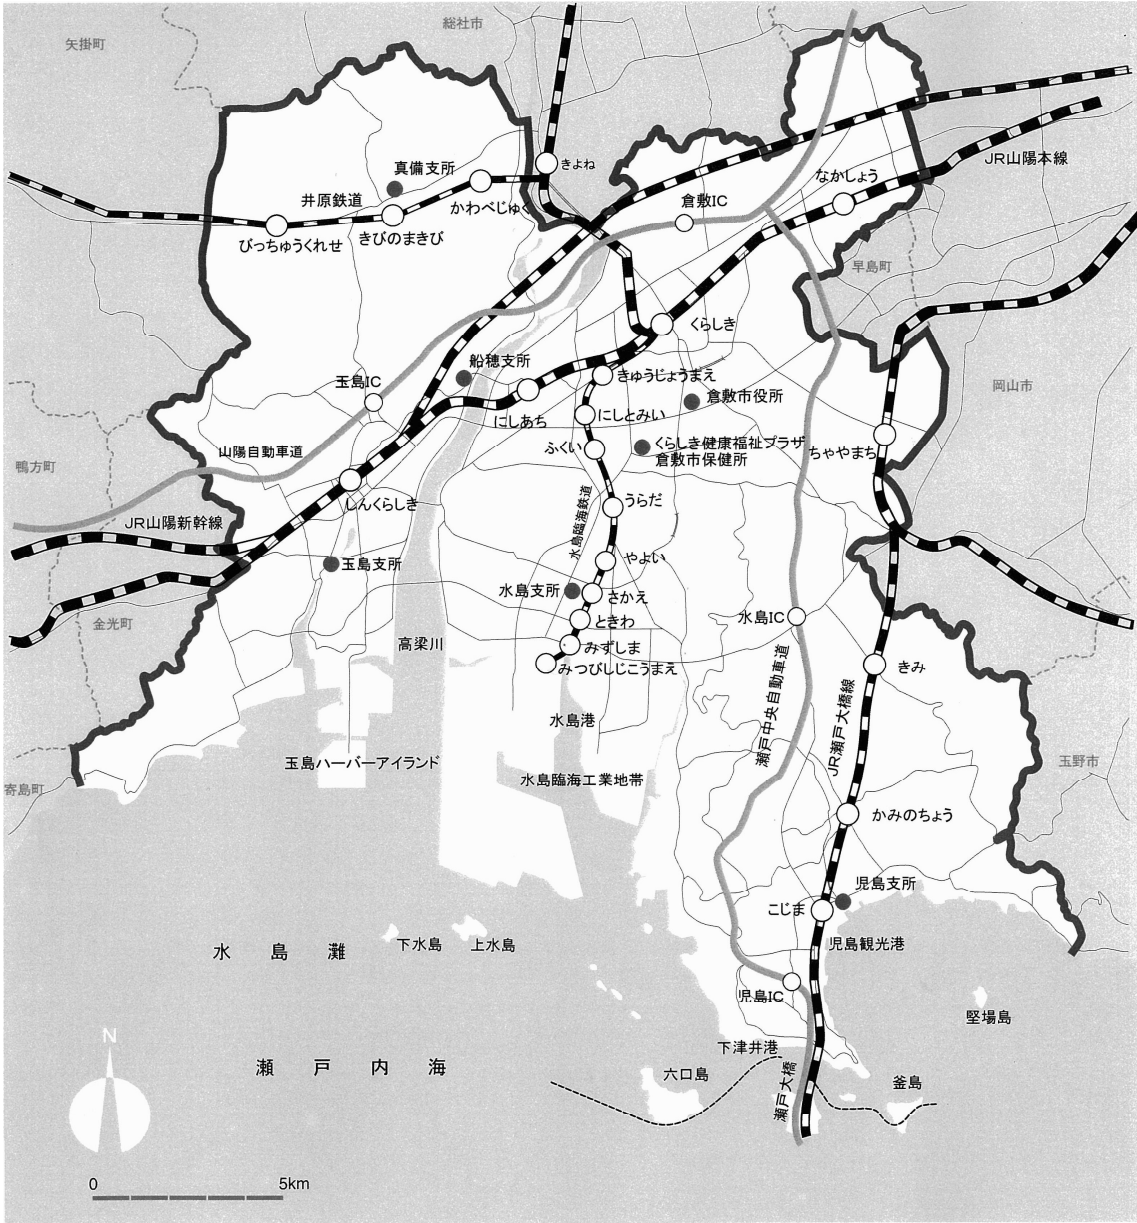 総社市
矢掛町
きよね
真備支所
JR山陽本線
なかしょう
井原鉄道
かわべじゅく
倉敷IC
きびのまきび
びっちゅうくれせ
早島町
くらしき
船穂支所
玉島IC
きゅうじょうまえ
岡山市
倉敷市役所
にしあち
にしとみい
山陽自動車道
ふくい
くらしき健康福祉プラザ
倉敷市保健所
ちゃやまち
鴨方町
しんくらしき
うらだ
JR山陽新幹線
水島臨海鉄道
玉島支所
やよい
水島支所
さかえ
金光町
ときわ
水島IC
高梁川
みずしま
みつびしじこうまえ
きみ
瀬戸中央自動車道
JR瀬戸大橋線
水島港
玉島ハーバーアイランド
水島臨海工業地帯
玉野市
寄島町
かみのちょう
児島支所
こじま
水島灘
下水島
上水島
児島観光港
児島IC
堅場島
N
下津井港
瀬戸内海
六口島
瀬戸大橋
釜島
0
5km